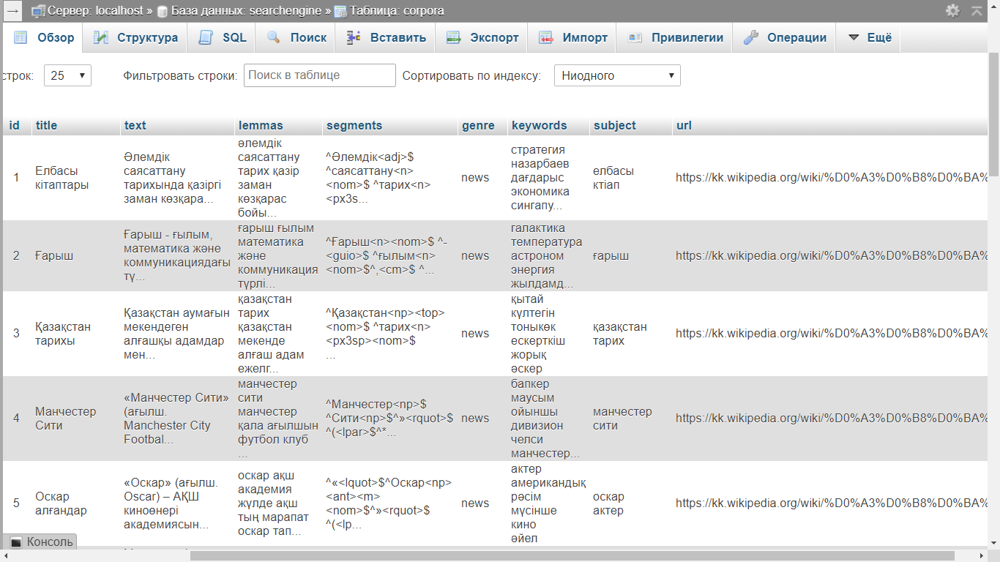 Сервер: localhost » База данных: searchengine » Таблица: corpora
Обзор Структура SQL Поиск Вставить Экспорт Импорт Привилегии Операции Ещё
строк: 25 Фильтровать строки: Поиск в таблице Сортировать по индексу: Ниодного
id title text lemmas segments genre keywords subject url
1
Елбасы
кітаптары
Әлемдік
саясаттану
тарихында қазіргі
заман көзқара...
әлемдік
саясаттану
тарих қазір
заман
көзқарас
бойы...
^Әлемдік<adj>$
^саясаттану<n>
<nom>$ ^тарих<n>
<px3s...
news
стратегия
назарбаев
дағдарыс
экономика
сингапу...
елбасы
ктіап
https://kk.wikipedia.org/wiki/%D0%A3%D0%B8%D0%BA%
2
Ғарыш
Ғарыш - ғылым,
математика және
коммуникациядағы
тү...
ғарыш ғылым
математика
және
коммуникация
түрлі...
^Ғарыш<n><nom>$ ^-
<guio>$ ^ғылым<n>
<nom>$^,<cm>$ ^...
news
галактика
температура
астроном
энергия
жылдамд...
ғарыш
https://kk.wikipedia.org/wiki/%D0%A3%D0%B8%D0%BA%
3
Қазақстан
тарихы
Қазақстан аумағын
мекендеген
алғашқы адамдар
мен...
қазақстан
тарих
қазақстан
мекенде
алғаш адам
ежелг...
^Қазақстан<np><top>
<nom>$ ^тарих<n>
<px3sp><nom>$
...
news
қытай
күлтегін
тоныкөк
ескерткіш
жорық
әскер
қазақстан
тарих
https://kk.wikipedia.org/wiki/%D0%A3%D0%B8%D0%BA%
4
Манчестер
Сити
«Манчестер Сити»
(ағылш.
Manchester City
Footbal...
манчестер
сити
манчестер
қала ағылшын
футбол клуб
...
^Манчестер<np>$
^Сити<np>$^»<rquot>$
^(<lpar>$^*...
news
бапкер
маусым
ойыншы
дивизион
челси
манчестер...
манчестер
сити
https://kk.wikipedia.org/wiki/%D0%A3%D0%B8%D0%BA%
5
Оскар
алғандар
«Оскар» (ағылш.
Oscar) – АҚШ
киноөнері
академиясын...
оскар ақш
академия
жүлде ақш
тың марапат
оскар тап...
^«<lquot>$^Оскар<np>
<ant><m>
<nom>$^»<rquot>$
^(<lp...
news
актер
американдық
рәсім
мүсінше
кино
әйел
оскар
актер
https://kk.wikipedia.org/wiki/%D0%A3%D0%B8%D0%BA%
Консоль